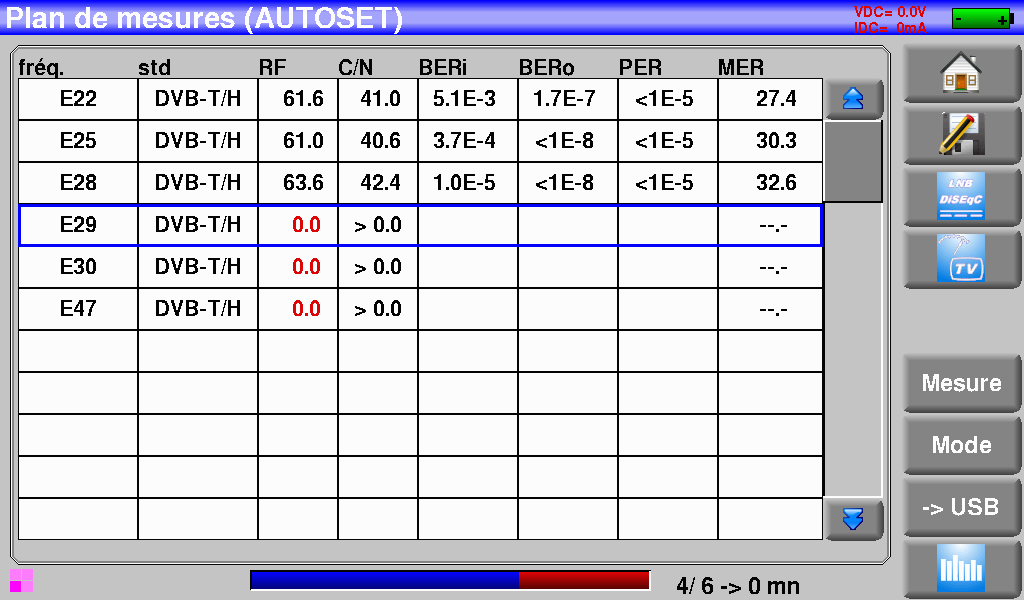 Plan de mesures (AUTOSET)
VDC= 0.0V
IDC= 0mA
fréq. std RF C/N BERi BERo PER MER
E22 DVB-T/H 61.6 41.0 5.1E-3 1.7E-7 <1E-5 27.4
E25 DVB-T/H 61.0 40.6 3.7E-4 <1E-8 <1E-5 30.3
E28 DVB-T/H 63.6 42.4 1.0E-5 <1E-8 <1E-5 32.6
E29 DVB-T/H 0.0 > 0.0 --.-
E30 DVB-T/H 0.0 > 0.0 --.-
E47 DVB-T/H 0.0 > 0.0 --.-
LNB
DiSEqC
TV
Mesure
Mode
-> USB
4/ 6 -> 0 mn